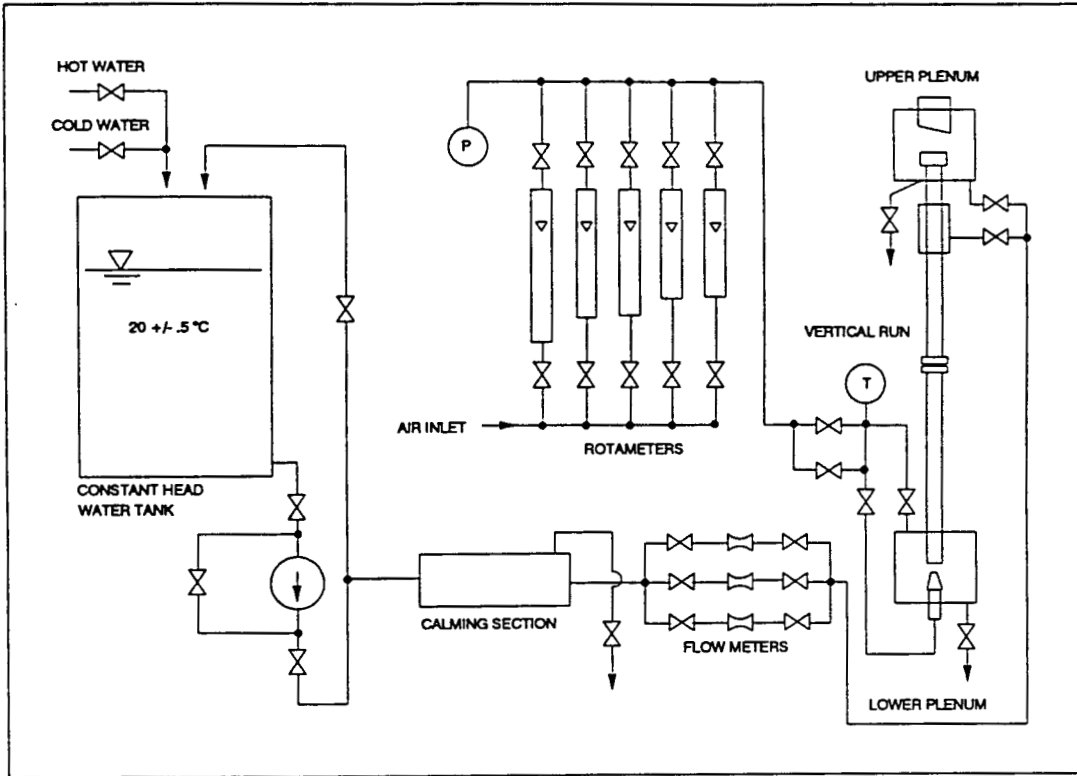 HOT WATER
COLD WATER
20 +/- .5 °C
CONSTANT HEAD
WATER TANK
P
AIR INLET
ROTAMETERS
CALMING SECTION
FLOW METERS
UPPER PLENUM
VERTICAL RUN
T
LOWER PLENUM